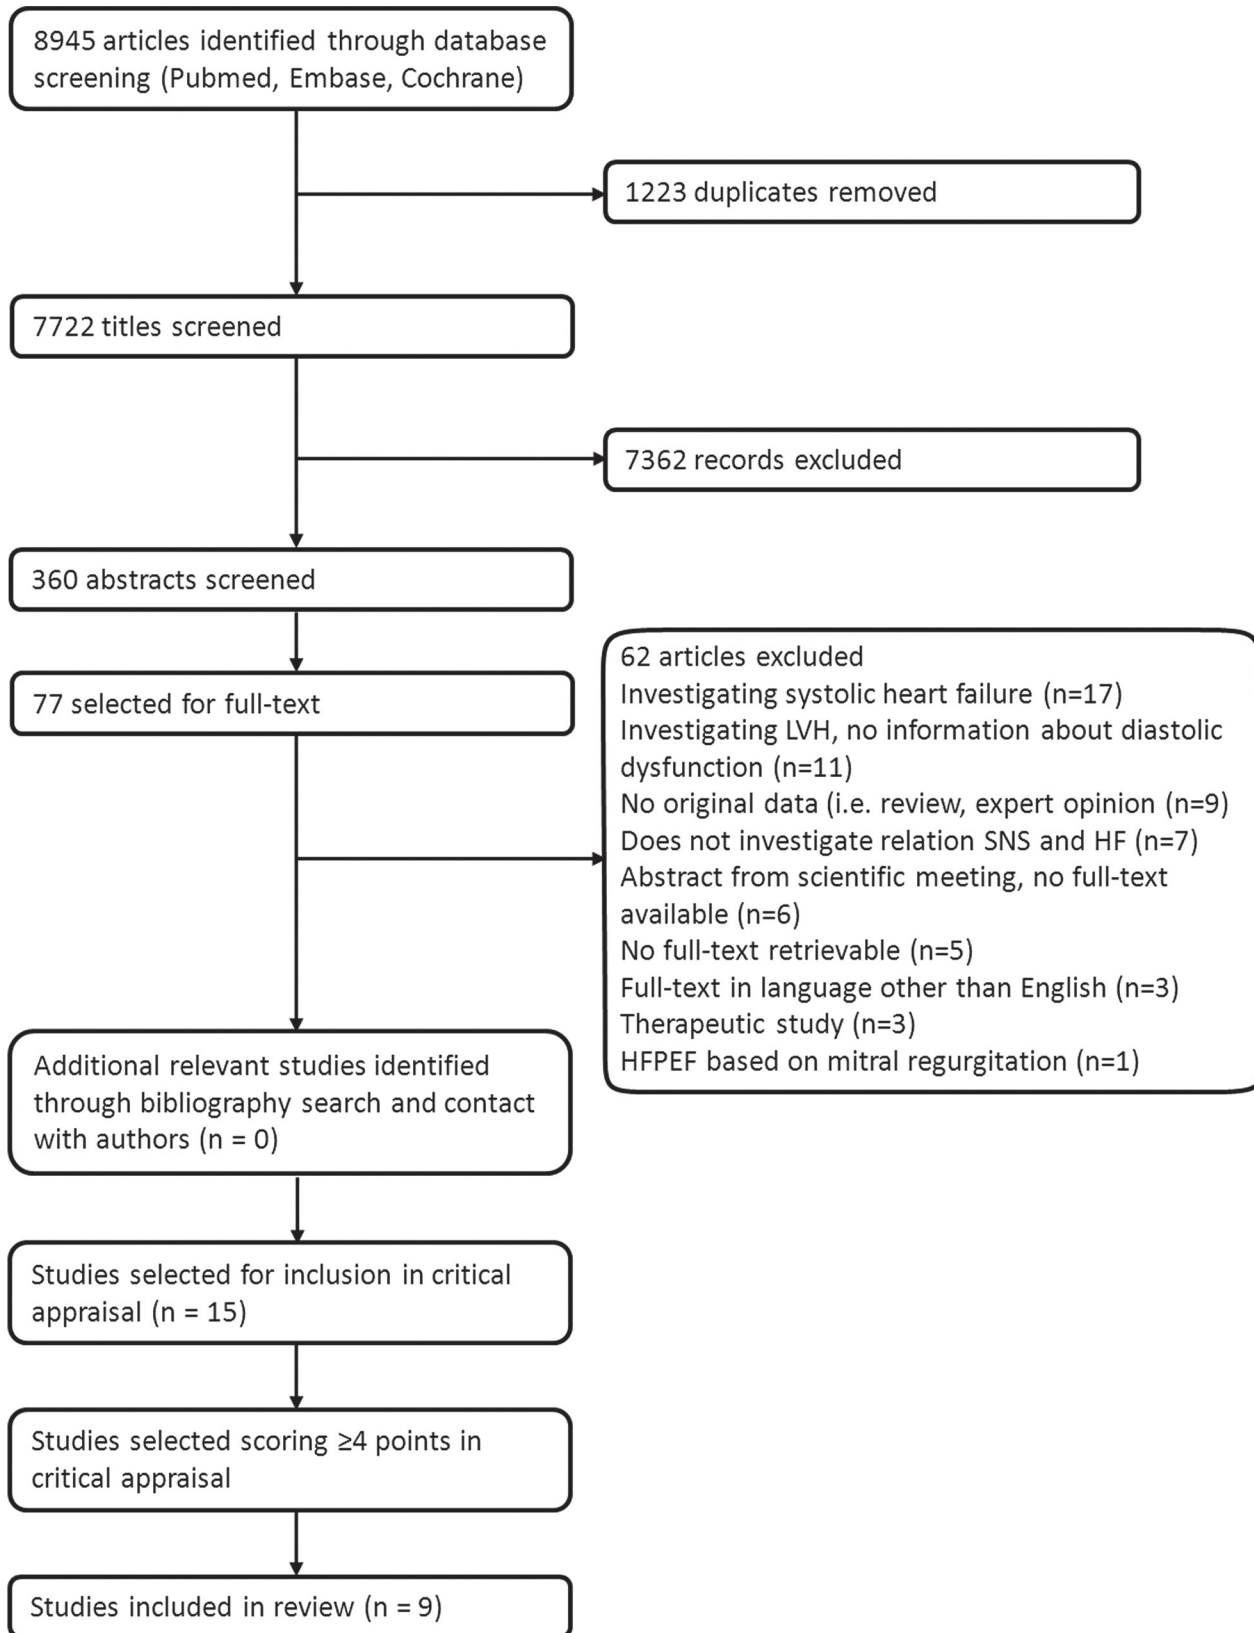 8945 articles identified through database
screening (Pubmed, Embase, Cochrane)
1223 duplicates removed
7722 titles screened
7362 records excluded
360 abstracts screened
77 selected for full-text
62 articles excluded
Investigating systolic heart failure (n=17)
Investigating LVH, no information about diastolic
dysfunction (n=11)
No original data (i.e. review, expert opinion (n=9)
Does not investigate relation SNS and HF (n=7)
Abstract from scientific meeting, no full-text
available (n=6)
No full-text retrievable (n=5)
Full-text in language other than English (n=3)
Therapeutic study (n=3)
HFPEF based on mitral regurgitation (n=1)
Additional relevant studies identified
through bibliography search and contact
with authors (n = 0)
Studies selected for inclusion in critical
appraisal (n = 15)
Studies selected scoring ≥4 points in
critical appraisal
Studies included in review (n = 9)